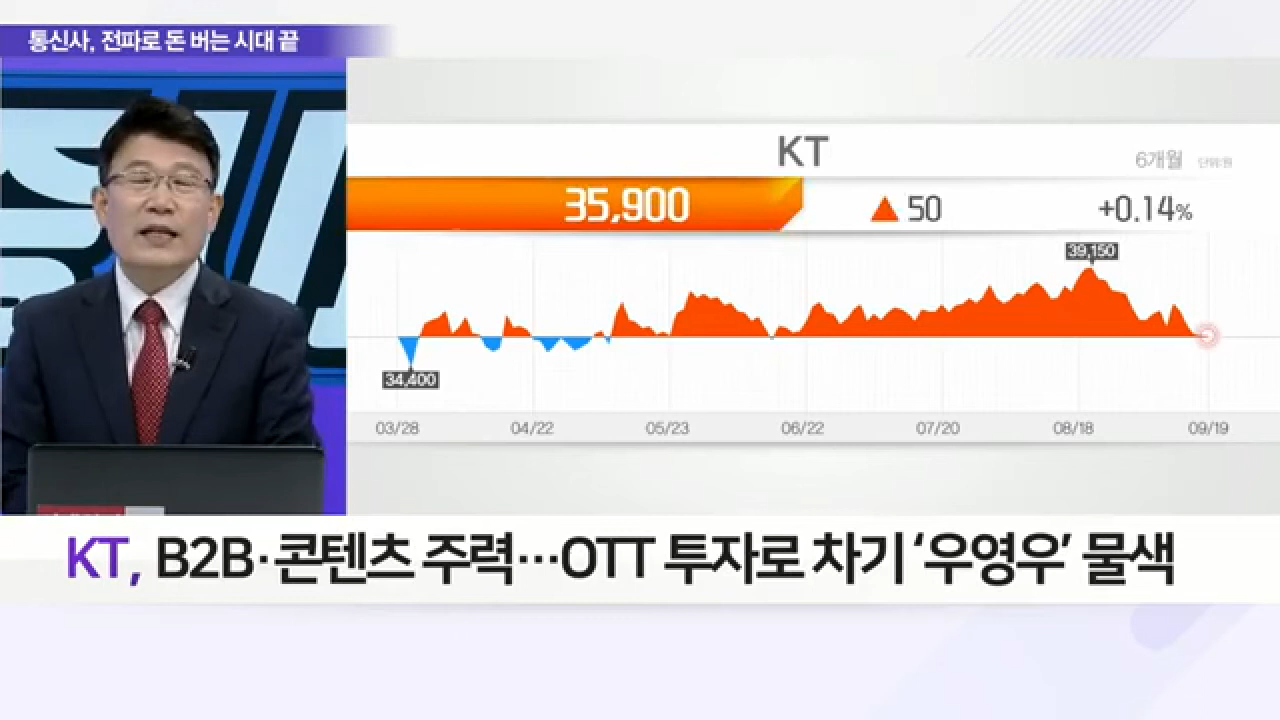 통신사, 전파로 돈 버는 시대 끝
KT
6개월 단위:원
35,900 ▲ 50 +0.14%
39,150
34,400
03/28 04/22 05/23 06/22 07/20 08/18 09/19
KT, B2B·콘텐츠 주력…OTT 투자로 차기 ‘우영우’ 물색